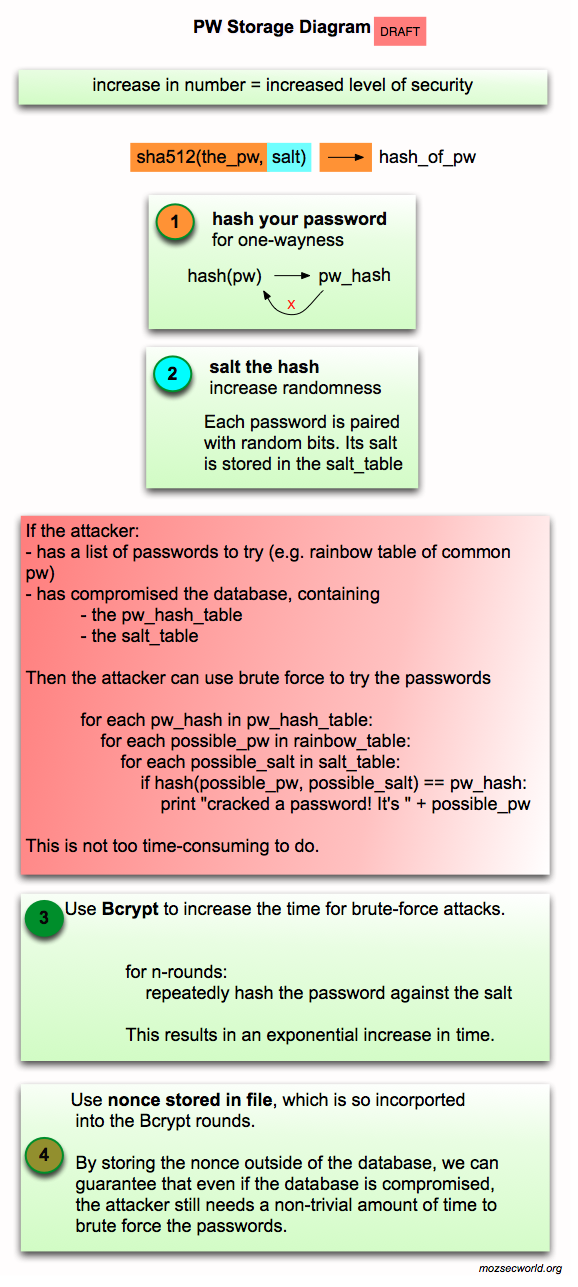 PW Storage Diagram DRAFT
increase in number = increased level of security
sha512(the_pw, salt) hash_of_pw
1 hash your password
for one-wayness
hash(pw) pw_hash
x
2 salt the hash
increase randomness
Each password is paired
with random bits. Its salt
is stored in the salt_table
If the attacker:
- has a list of passwords to try (e.g. rainbow table of common
pw)
- has compromised the database, containing
- the pw_hash_table
- the salt_table
Then the attacker can use brute force to try the passwords
for each pw_hash in pw_hash_table:
for each possible_pw in rainbow_table:
for each possible_salt in salt_table:
if hash(possible_pw, possible_salt) == pw_hash:
print "cracked a password! It's " + possible_pw
This is not too time-consuming to do.
3 Use Bcrypt to increase the time for brute-force attacks.
for n-rounds:
repeatedly hash the password against the salt
This results in an exponential increase in time.
Use nonce stored in file, which is so incorported
into the Bcrypt rounds.
4 By storing the nonce outside of the database, we can
guarantee that even if the database is compromised,
the attacker still needs a non-trivial amount of time to
brute force the passwords.
mozsecworld.org